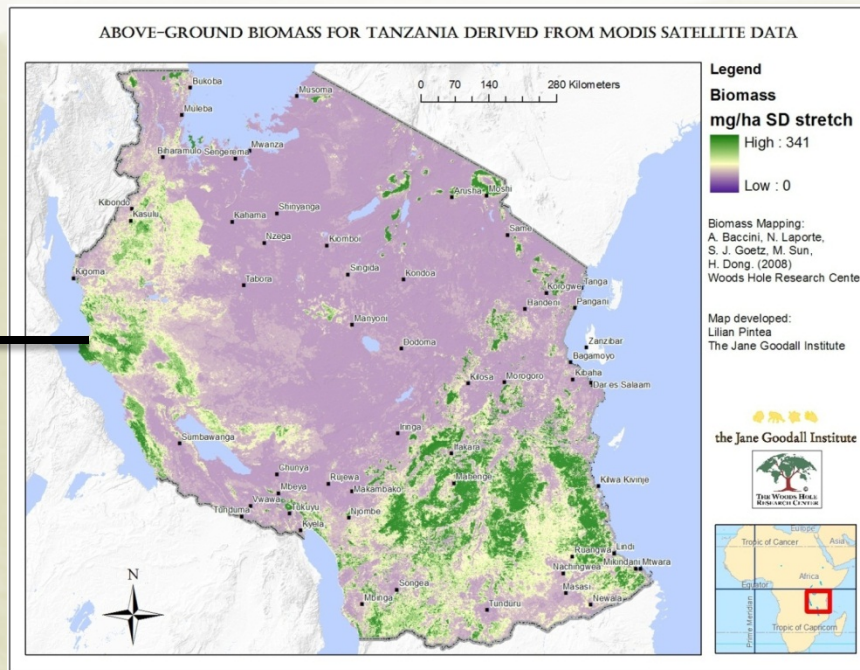 ABOVE-GROUND BIOMASS FOR TANZANIA DERIVED FROM MODIS SATELLITE DATA
Bukoba
Musoma
0 70 140 280 Kilometers
Muleba
Mwanza
Biharamulo
Sengerema
Arusha
Moshi
Kibondo
Kasulu
Kahama
Shinyanga
Same
Nzega
Kiomboi
Kigoma
Tabora
Singida
Kondoa
Korogwe
Tanga
Handeni
Pangani
Manyoni
Dodoma
Zanzibar
Bagamoyo
Kilosa
Morogoro
Kibaha
Dar es Salaam
Sumbawanga
Iringa
Ifakara
Chunya
Mbeya
Rujewa
Mahenge
Kilwa Kivinje
Makambako
Vwawa
Tunduma
Tukuyu
Njombe
Kyela
Ruangwa
Lindi
Mikindani
Mtwara
Nachingwea
Songea
Masasi
Mbinga
Tunduru
Newala
N
Legend
Biomass
mg/ha SD stretch
High : 341
Low : 0
Biomass Mapping:
A. Baccini, N. Laporte,
S. J. Goetz, M. Sun,
H. Dong. (2008)
Woods Hole Research Center
Map developed:
Lilian Pintea
The Jane Goodall Institute
the Jane Goodall Institute
THE WOODS HOLE
RESEARCH CENTER
Europe
Tropic of Cancer
Asia
Africa
Equator
Prime Meridian
Tropic of Capricorn